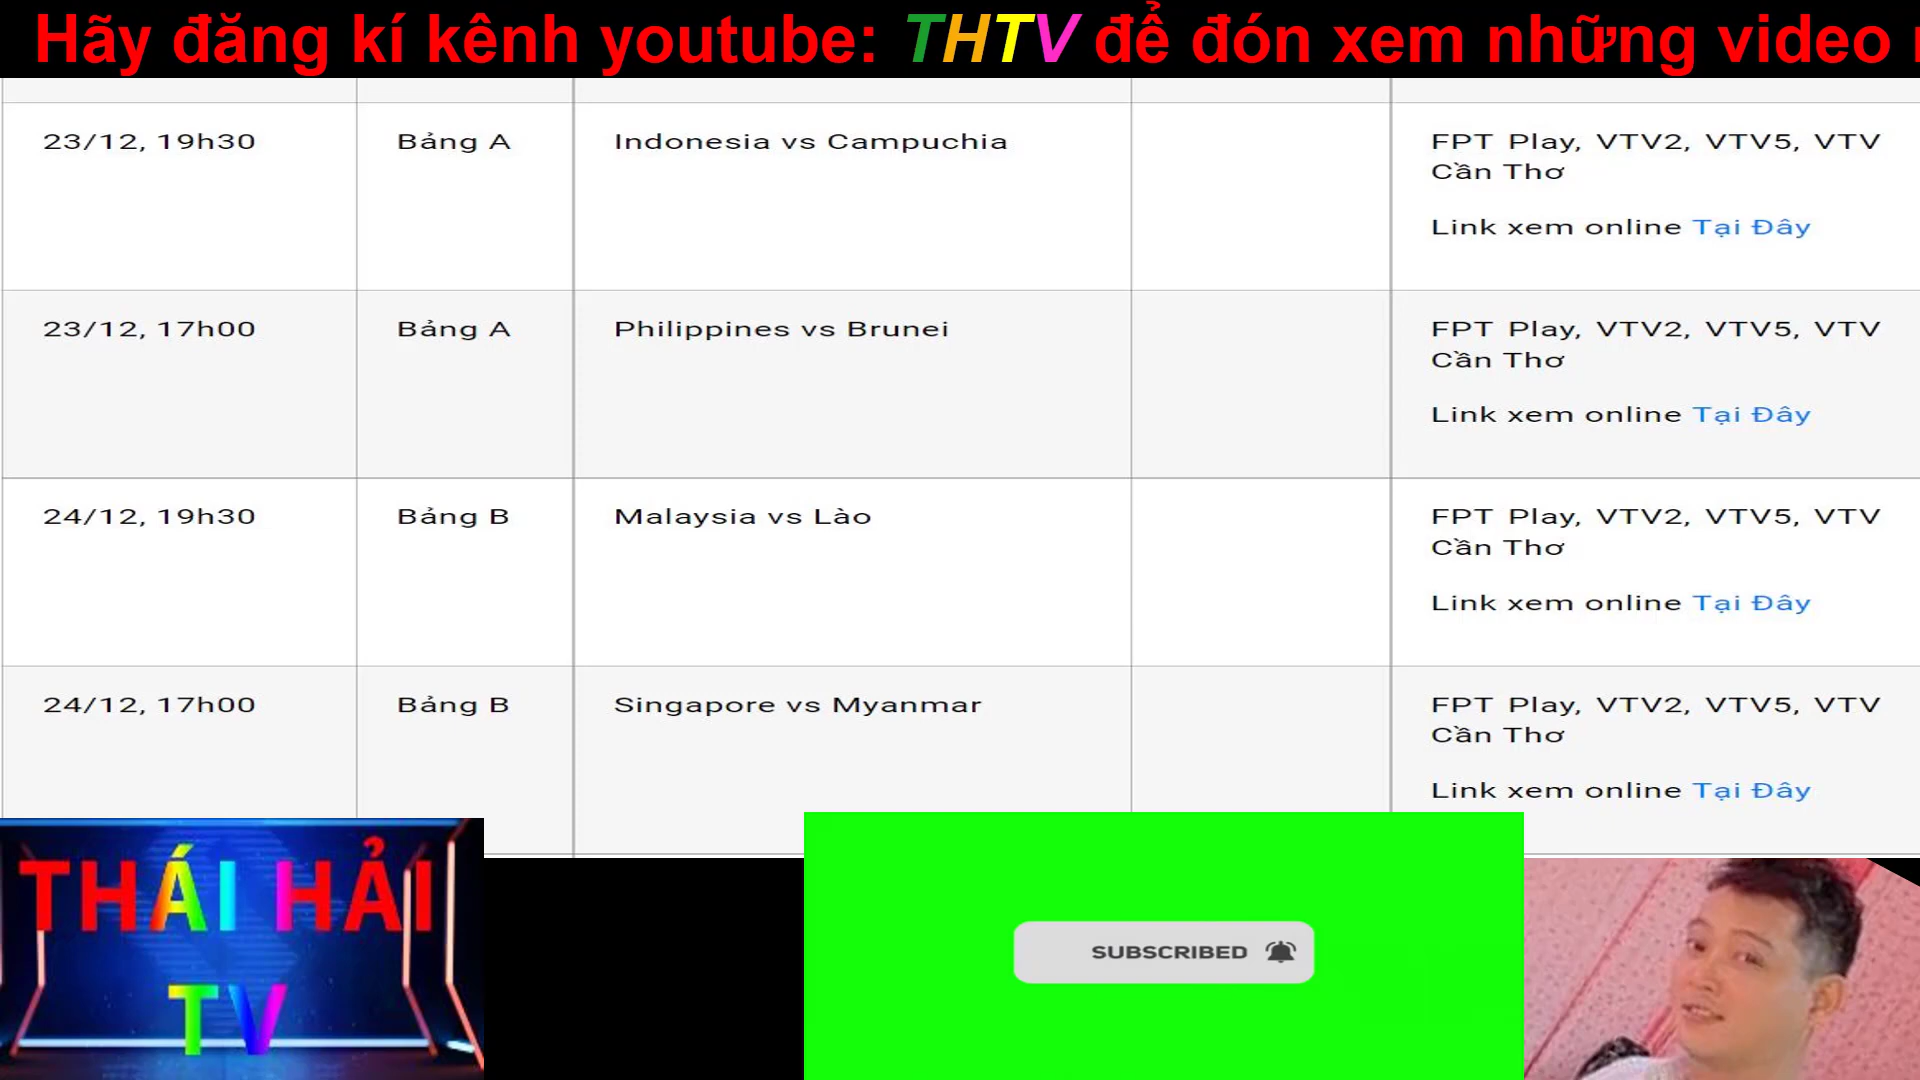 Hãy đăng kí kênh youtube: THTV để đón xem những video
23/12, 19h30 Bảng A Indonesia vs Campuchia FPT Play, VTV2, VTV5, VTV
Cần Thơ
Link xem online Tại Đây
23/12, 17h00 Bảng A Philippines vs Brunei FPT Play, VTV2, VTV5, VTV
Cần Thơ
Link xem online Tại Đây
24/12, 19h30 Bảng B Malaysia vs Lào FPT Play, VTV2, VTV5, VTV
Cần Thơ
Link xem online Tại Đây
24/12, 17h00 Bảng B Singapore vs Myanmar FPT Play, VTV2, VTV5, VTV
Cần Thơ
Link xem online Tại Đây
THÁI HẢI
TV
SUBSCRIBED